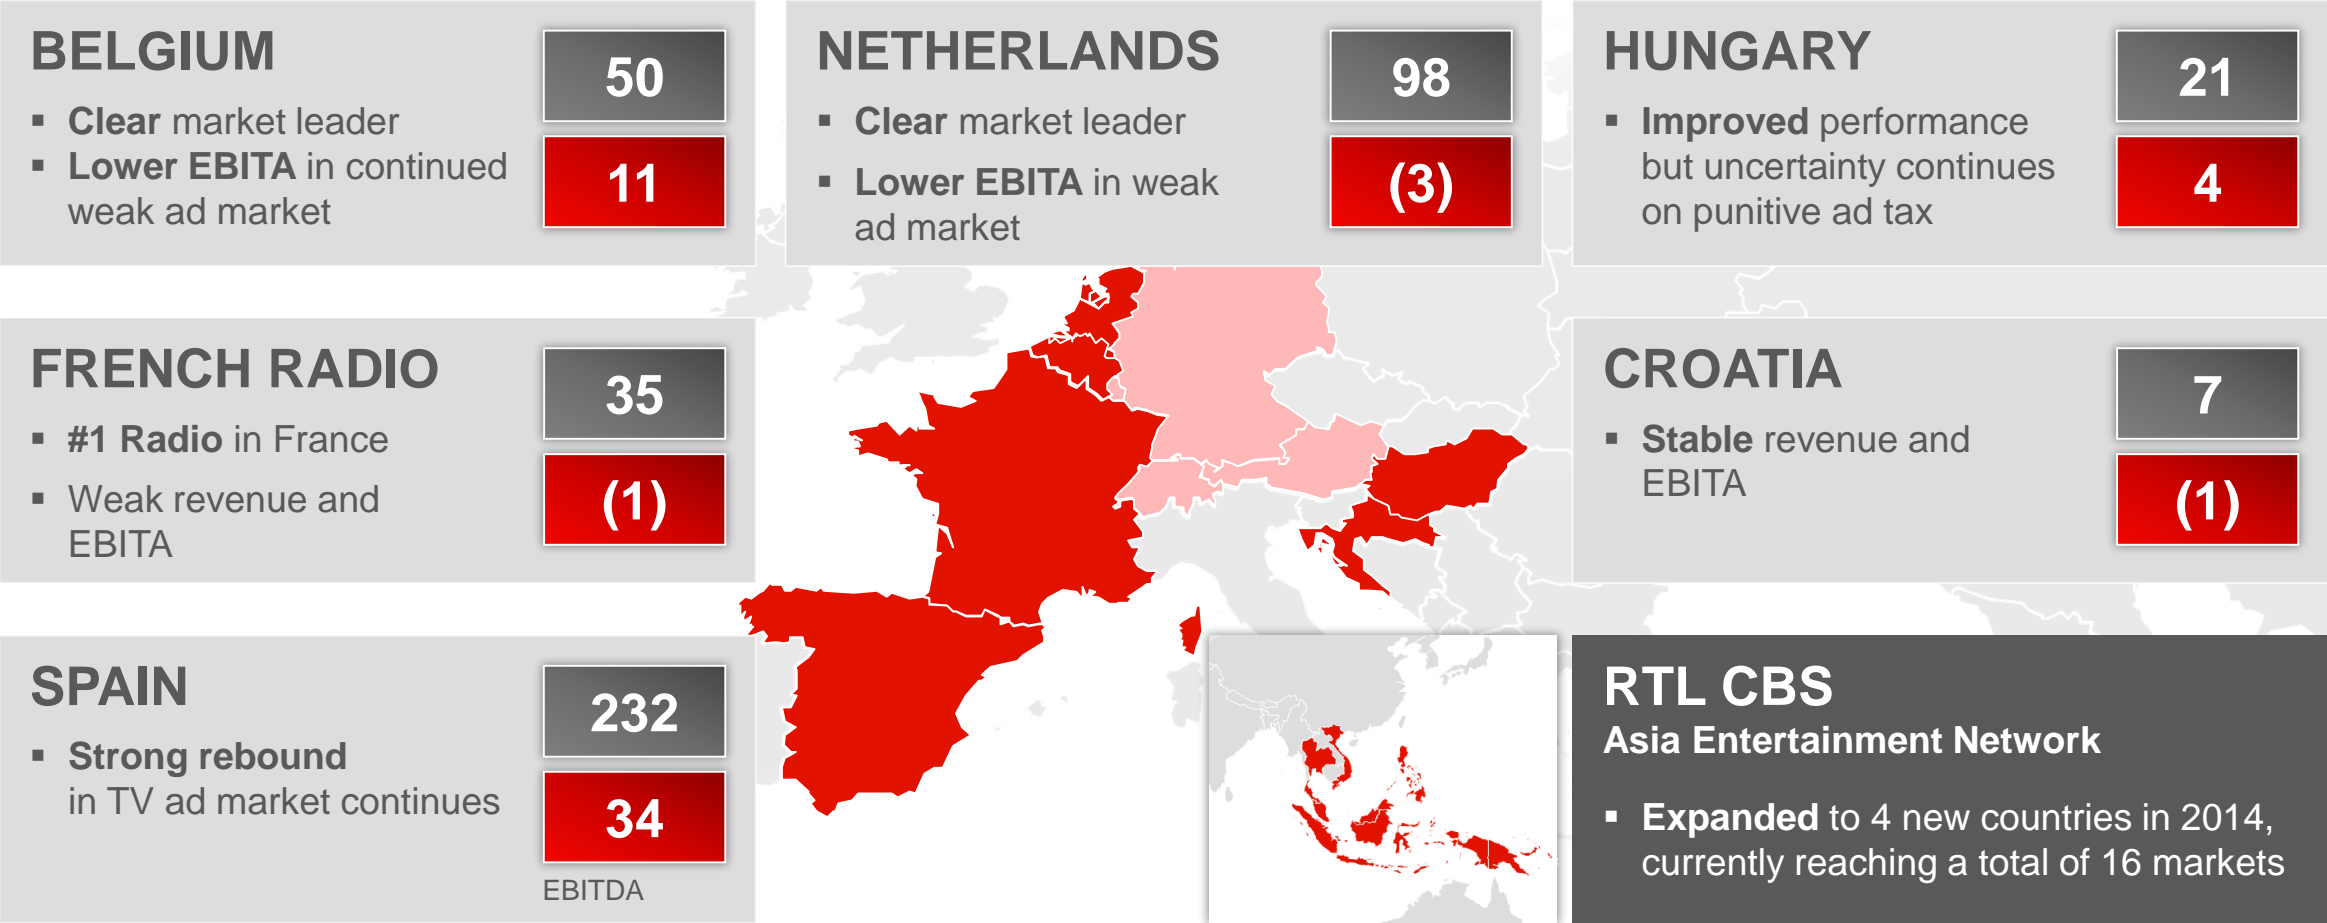 BELGIUM
▪ Clear market leader
▪ Lower EBITA in continued
weak ad market
50
11
NETHERLANDS
▪ Clear market leader
▪ Lower EBITA in weak
ad market
98
(3)
HUNGARY
▪ Improved performance
but uncertainty continues
on punitive ad tax
21
4
FRENCH RADIO
▪ #1 Radio in France
▪ Weak revenue and
EBITA
35
(1)
CROATIA
▪ Stable revenue and
EBITA
7
(1)
SPAIN
▪ Strong rebound
in TV ad market continues
232
34
EBITDA
RTL CBS
Asia Entertainment Network
▪ Expanded to 4 new countries in 2014,
currently reaching a total of 16 markets